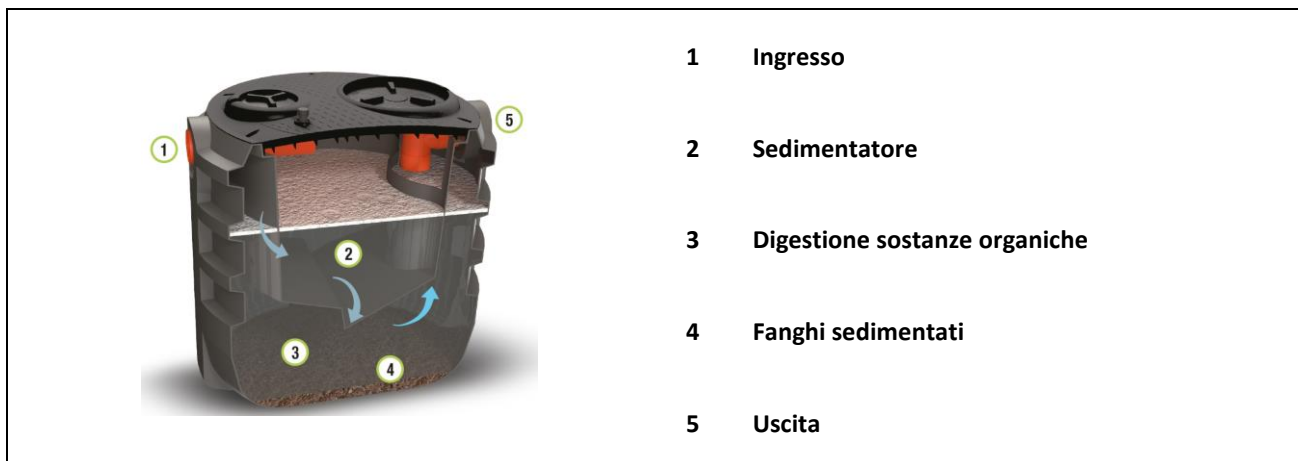 1 Ingresso
2 Sedimentatore
3 Digestione sostanze organiche
4 Fanghi sedimentati
5 Uscita
1
5
2
3
4